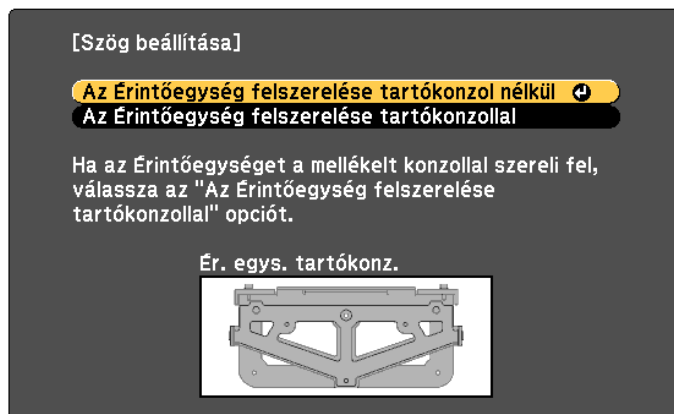 [Szög beállítása]
Az Érintőegység felszerelése tartókonzol nélkül
Az Érintőegység felszerelése tartókonzollal
Ha az Érintőegységet a mellékelt konzollal szereli fel,
válassza az "Az Érintőegység felszerelése
tartókonzollal" opciót.
Ér. egys. tartókonz.